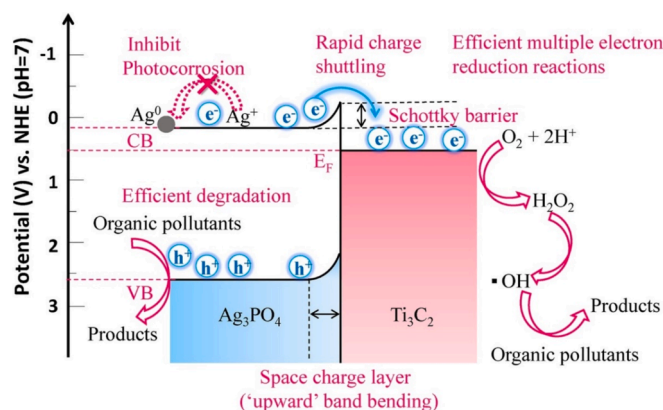 Potential (V) vs. NHE (pH=7)
-1
0
1
2
3
Inhibit
Photocorrosion
Rapid charge
shuttling
Efficient multiple electron
reduction reactions
Ag⁰
e⁻
Ag⁺
e⁻
e⁻
Schottky barrier
CB
E_F
e⁻
e⁻
e⁻
O₂ + 2H⁺
H₂O₂
Efficient degradation
Organic pollutants
h⁺
h⁺
h⁺
h⁺
VB
Products
Ag₃PO₄
Ti₃C₂
▪ OH
Products
Organic pollutants
Space charge layer
('upward' band bending)